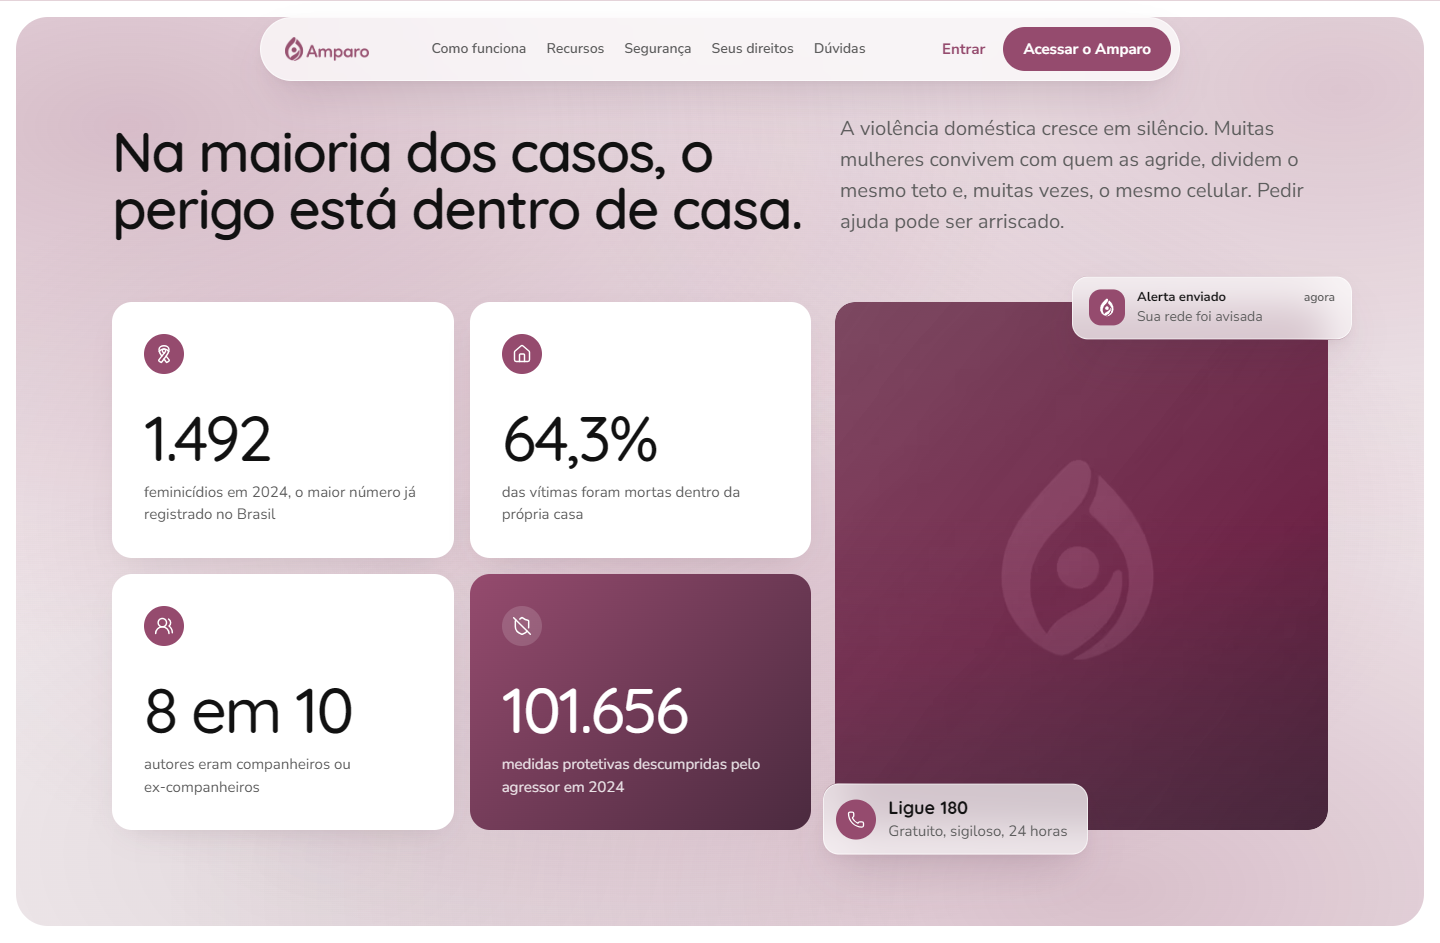 Amparo
Como funciona
Recursos
Segurança
Seus direitos
Dúvidas
Entrar
Acessar o Amparo
Na maioria dos casos, o
perigo está dentro de casa.
A violência doméstica cresce em silêncio. Muitas
mulheres convivem com quem as agride, dividem o
mesmo teto e, muitas vezes, o mesmo celular. Pedir
ajuda pode ser arriscado.
1.492
feminicídios em 2024, o maior número já
registrado no Brasil
64,3%
das vítimas foram mortas dentro da
própria casa
8 em 10
autores eram companheiros ou
ex-companheiros
101.656
medidas protetivas descumpridas pelo
agressor em 2024
Alerta enviado
agora
Sua rede foi avisada
Ligue 180
Gratuito, sigiloso, 24 horas